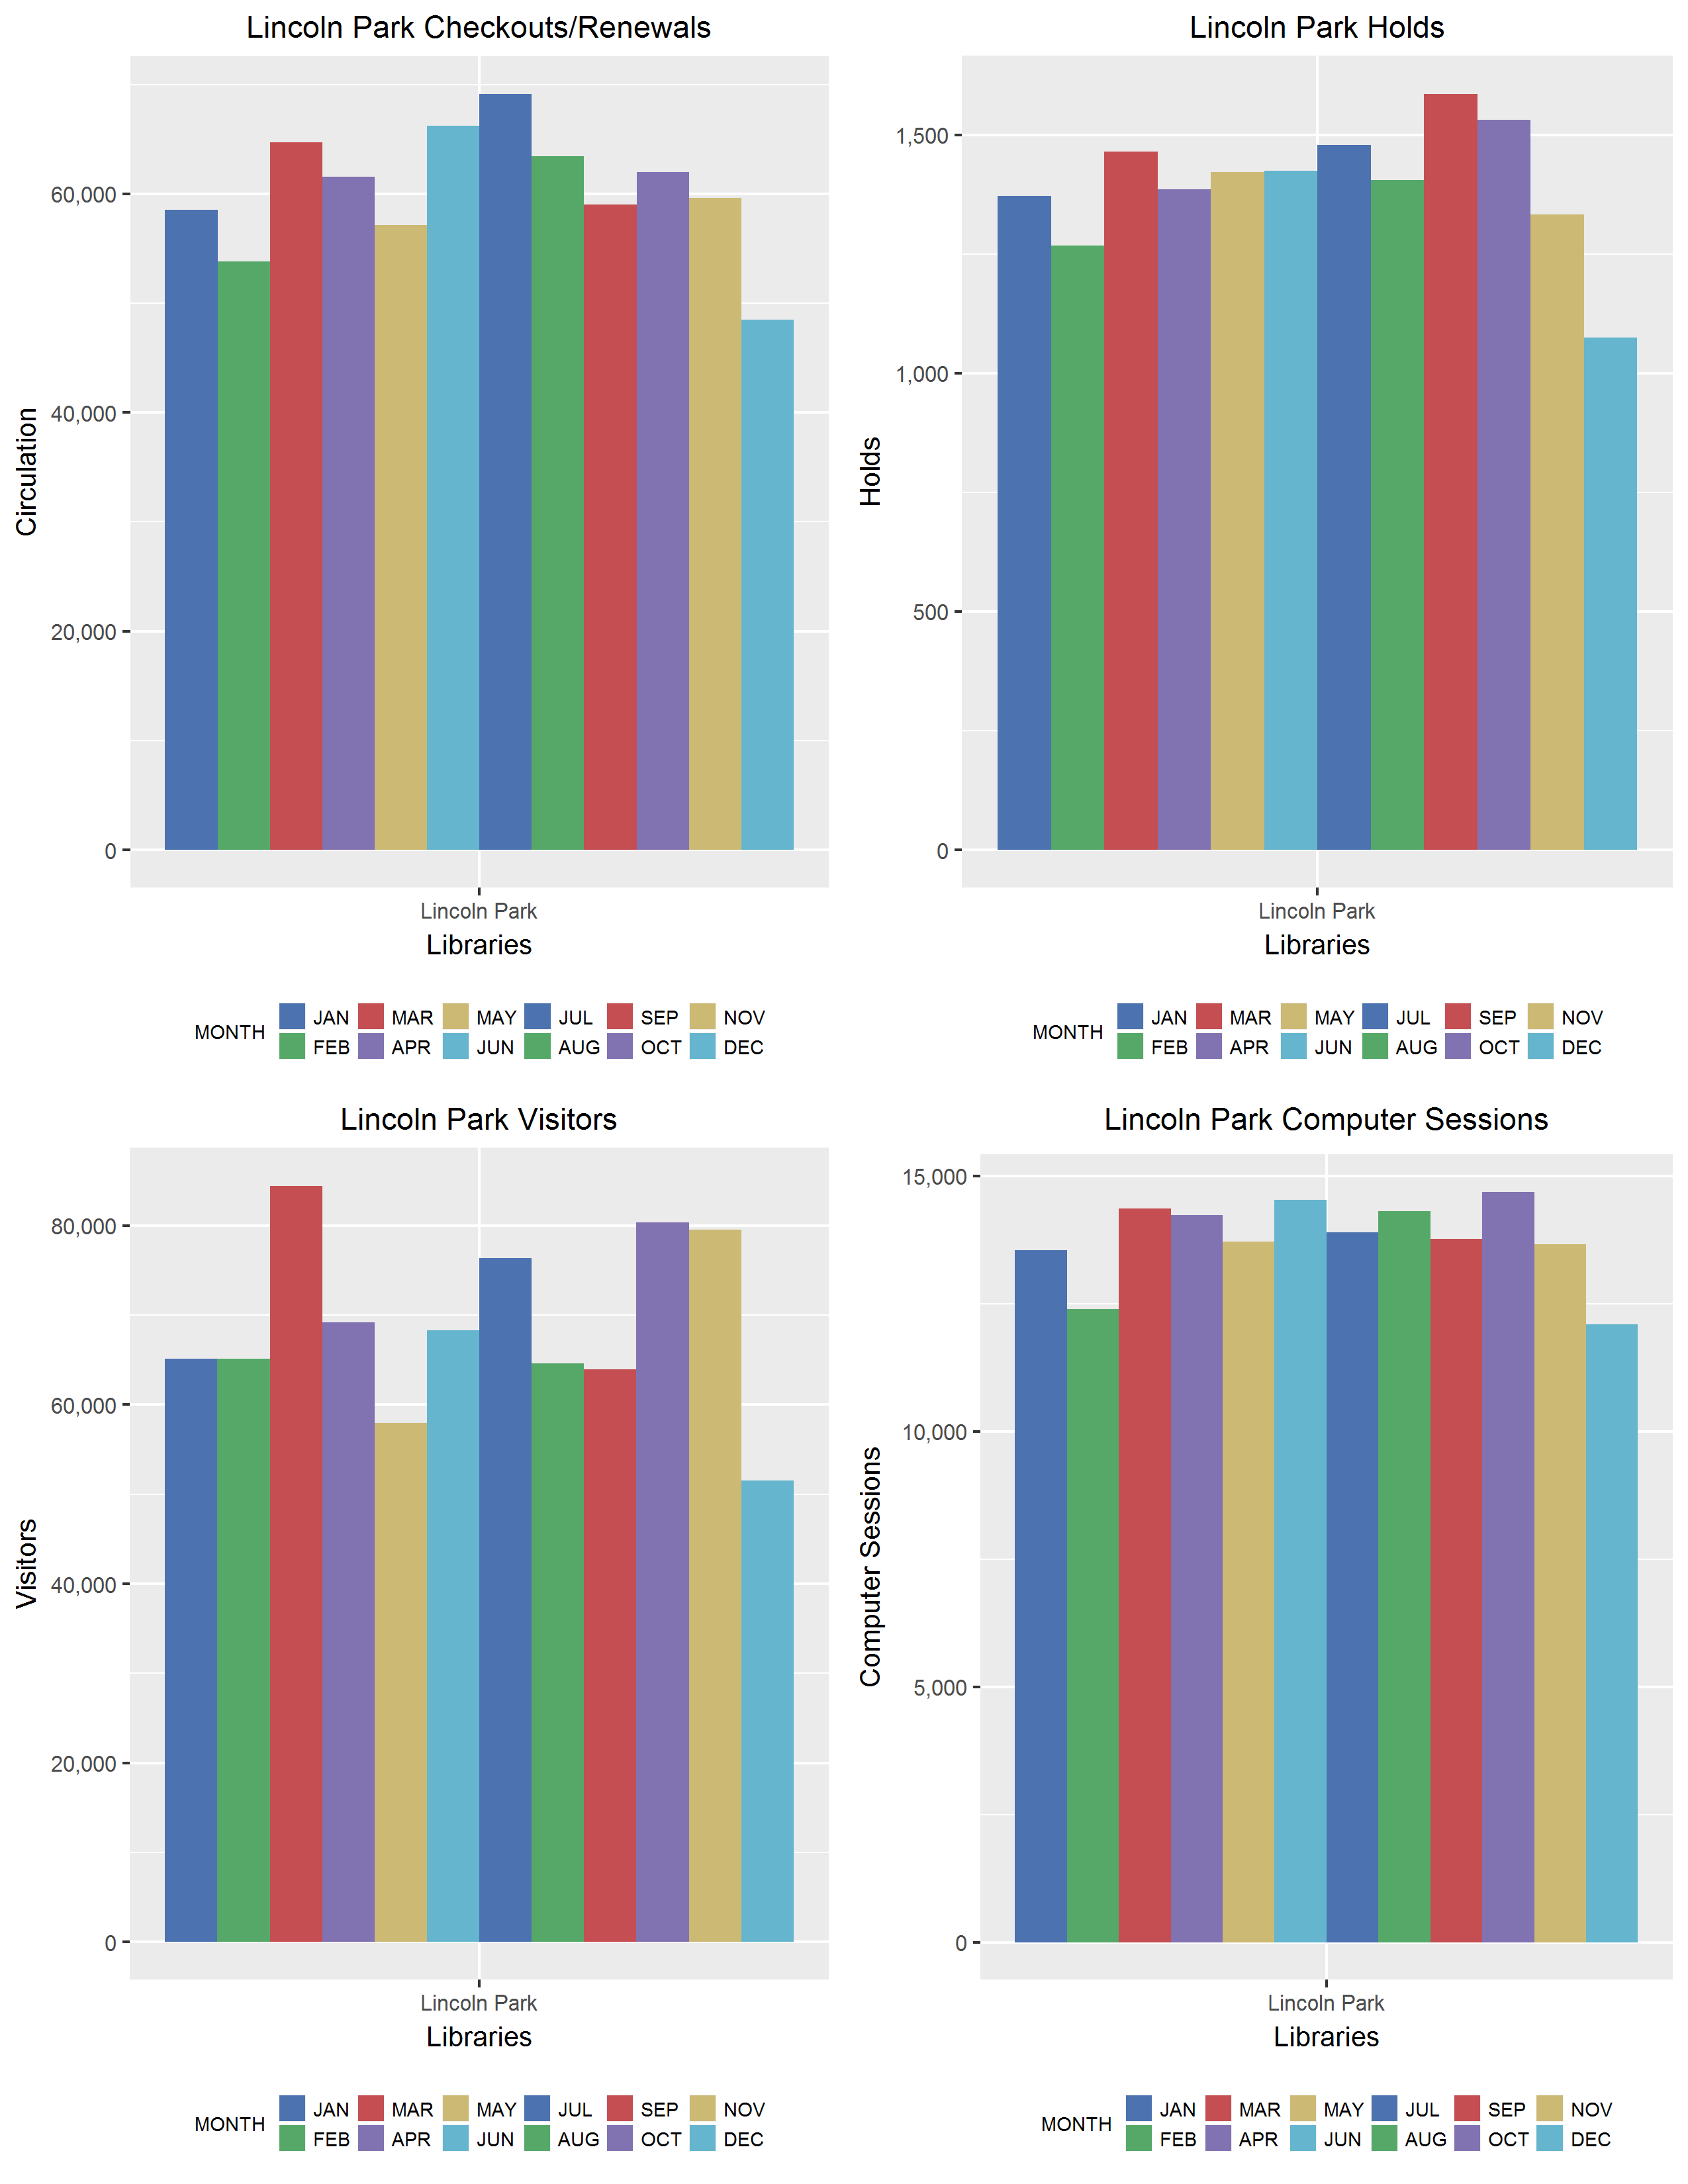 Lincoln Park Checkouts/Renewals
Circulation
60,000
40,000
20,000
0
Lincoln Park
Libraries
MONTH
JAN MAR MAY JUL SEP NOV
FEB APR JUN AUG OCT DEC
Lincoln Park Holds
Holds
1,500
1,000
500
0
Lincoln Park
Libraries
MONTH
JAN MAR MAY JUL SEP NOV
FEB APR JUN AUG OCT DEC
Lincoln Park Visitors
Visitors
80,000
60,000
40,000
20,000
0
Lincoln Park
Libraries
MONTH
JAN MAR MAY JUL SEP NOV
FEB APR JUN AUG OCT DEC
Lincoln Park Computer Sessions
Computer Sessions
15,000
10,000
5,000
0
Lincoln Park
Libraries
MONTH
JAN MAR MAY JUL SEP NOV
FEB APR JUN AUG OCT DEC